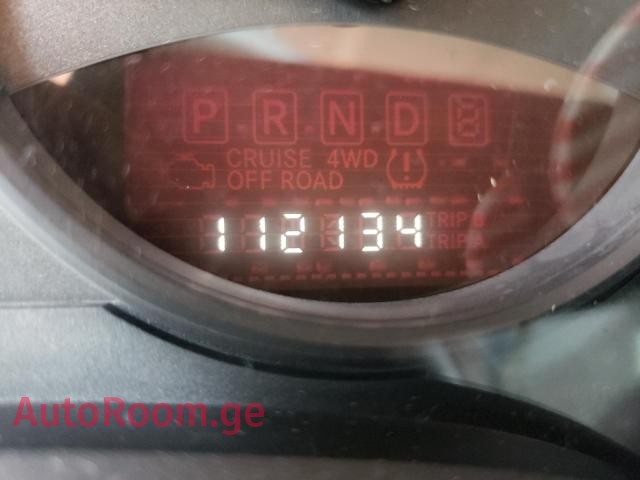 P R N D
CRUISE 4WD
OFF ROAD
112134
TRIP B
TRIP A
AutoRoom.ge